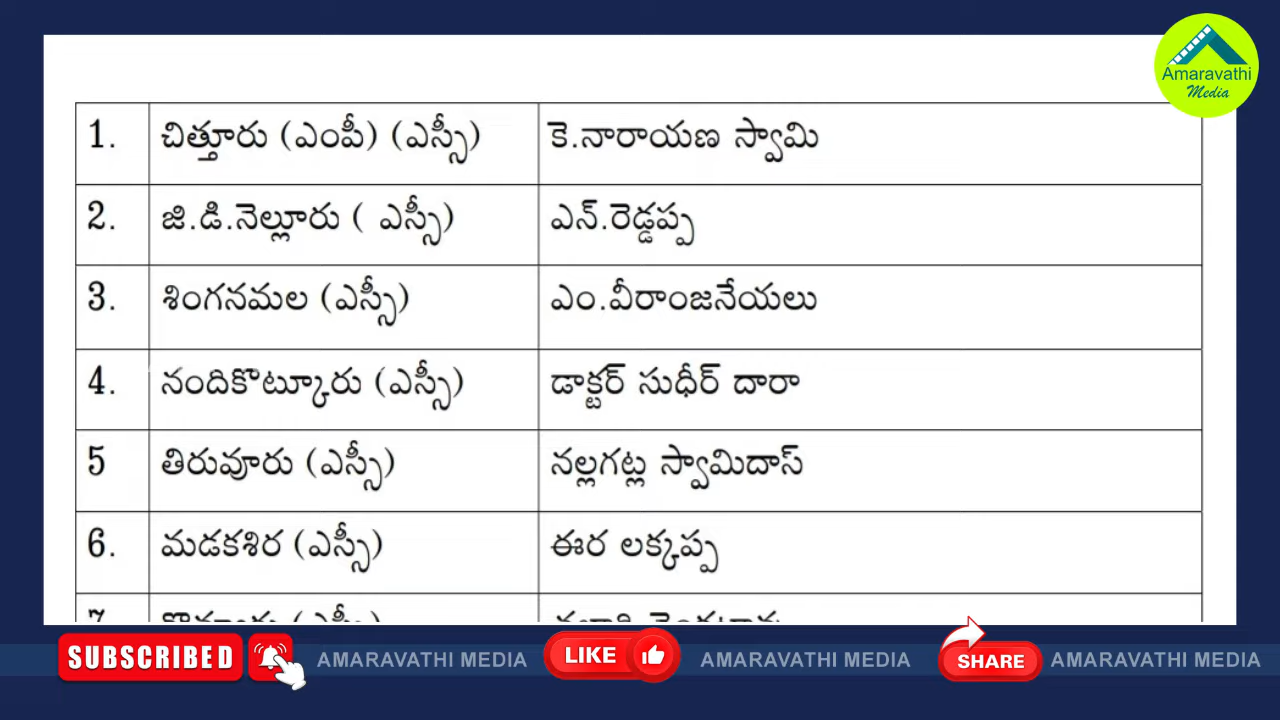 Amaravathi
Media
1. చిత్తూరు (ఎంపీ) (ఎస్సీ) కె.నారాయణ స్వామి
2. జి.డి.నెల్లూరు ( ఎస్సీ) ఎన్.రెడ్డప్ప
3. శింగనమల (ఎస్సీ) ఎం.వీరాంజనేయలు
4. నందికొట్కూరు (ఎస్సీ) డాక్టర్ సుధీర్ దారా
5 తిరువూరు (ఎస్సీ) నల్లగట్ల స్వామిదాస్
6. మడకశిర (ఎస్సీ) ఈర లక్కప్ప
SUBSCRIBED AMARAVATHI MEDIA LIKE AMARAVATHI MEDIA SHARE AMARAVATHI MEDIA